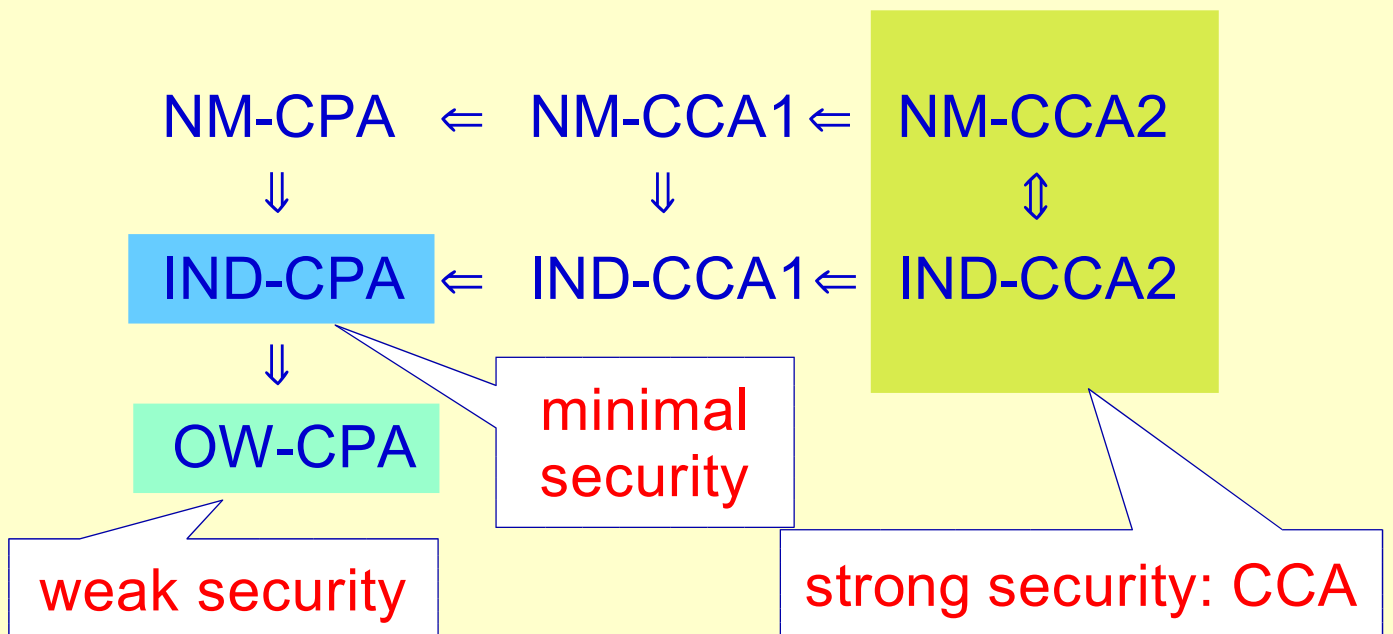 NM-CPA ⇐ NM-CCA1 ⇐ NM-CCA2
⇓ ⇓ ⇕
IND-CPA ⇐ IND-CCA1 ⇐ IND-CCA2
⇓
OW-CPA
minimal
security
weak security
strong security: CCA